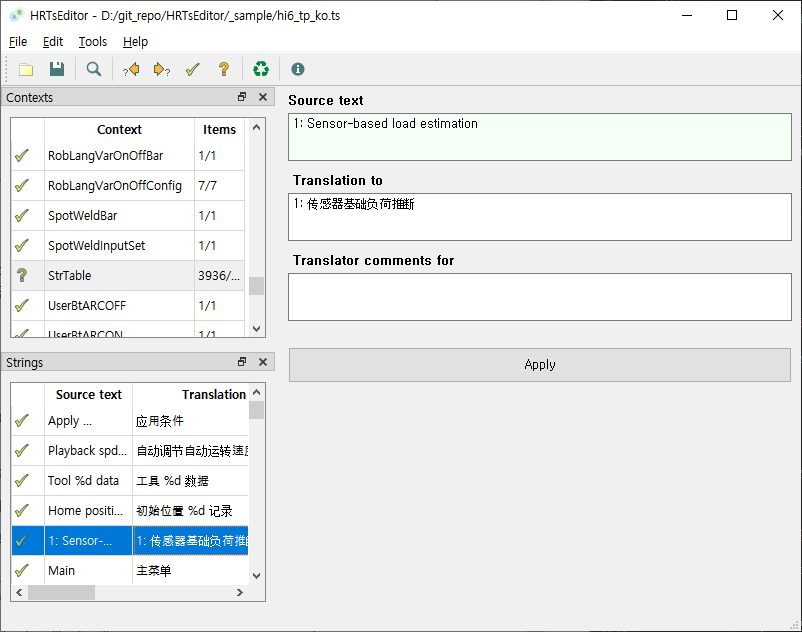 HRTsEditor - D:/git_repo/HRTsEditor/_sample/hi6_tp_ko.ts
File Edit Tools Help
Contexts
Context Items
RobLangVarOnOffBar 1/1
RobLangVarOnOffConfig 7/7
SpotWeldBar 1/1
SpotWeldInputSet 1/1
StrTable 3936/...
UserBtARCOFF 1/1
UserBtARCON 1/1
Strings
Source text Translation
Apply ... 应用条件
Playback spd... 自动调节自动运转速
Tool %d data 工具 %d 数据
Home positi... 初始位置 %d 记录
1: Sensor-... 1: 传感器基础负荷推
Main 主菜单
Source text
1: Sensor-based load estimation
Translation to
1: 传感器基础负荷推断
Translator comments for
Apply